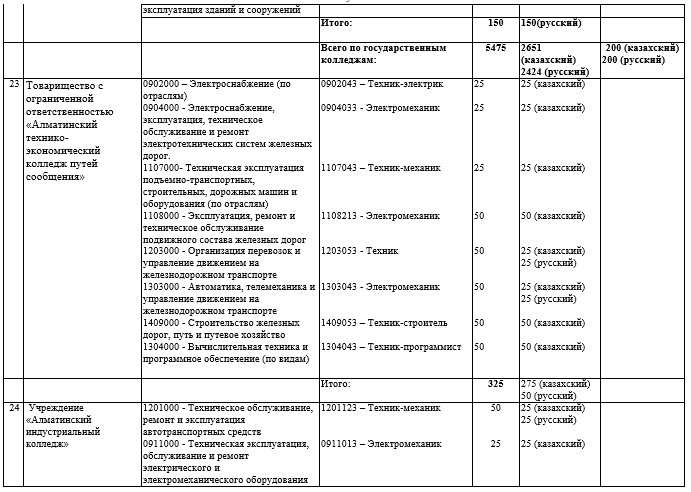 эксплуатация зданий и сооружений
Итого: 150 150(русский)
Всего по государственным 5475 2651 200 (казахский)
колледжам: (казахский) 200 (русский)
2424 (русский)
23 Товарищество с 0902000 – Электроснабжение (по 0902043 – Техник-электрик 25 25 (казахский)
ограниченной отраслям)
ответственностью 0904000 - Электроснабжение, 0904033 - Электромеханик 25 25 (казахский)
«Алматинский эксплуатация, техническое
технико- обслуживание и ремонт
экономический электротехнических систем железных
колледж путей дорог.
сообщения» 1107000- Техническая эксплуатация 1107043 – Техник-механик 25 25 (казахский)
подъемно-транспортных,
строительных, дорожных машин и
оборудования (по отраслям)
1108000 - Эксплуатация, ремонт и 1108213 - Электромеханик 50 50 (казахский)
техническое обслуживание
подвижного состава железных дорог
1203000 - Организация перевозок и 1203053 - Техник 50 25 (казахский)
управление движением на 25 (русский)
железнодорожном транспорте
1303000 - Автоматика, телемеханика и 1303043 - Электромеханик 50 25 (казахский)
управление движением на 25 (русский)
железнодорожном транспорте
1409000 - Строительство железных 1409053 – Техник-строитель 50 50 (казахский)
дорог, путь и путевое хозяйство
1304000 - Вычислительная техника и 1304043 – Техник-программист 50 50 (казахский)
программное обеспечение (по видам)
Итого: 325 275 (казахский)
50 (русский)
24 Учреждение 1201000 - Техническое обслуживание, 1201123 – Техник-механик 50 25 (казахский)
«Алматинский ремонт и эксплуатация 25 (русский)
индустриальный автотранспортных средств
колледж» 0911000 - Техническая эксплуатация, 0911013 – Электромеханик 25 25 (казахский)
обслуживание и ремонт
электрического и
электромеханического оборудования